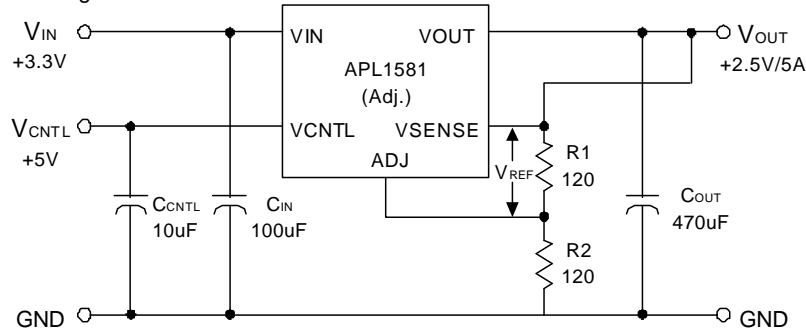 VIN
+3.3V
VCNTL
+5V
VIN
VOUT
APL1581
(Adj.)
VCNTL
VSENSE
ADJ
VREF
R1
120
R2
120
CCNTL
10uF
CIN
100uF
COUT
470uF
VOUT
+2.5V/5A
GND
GND